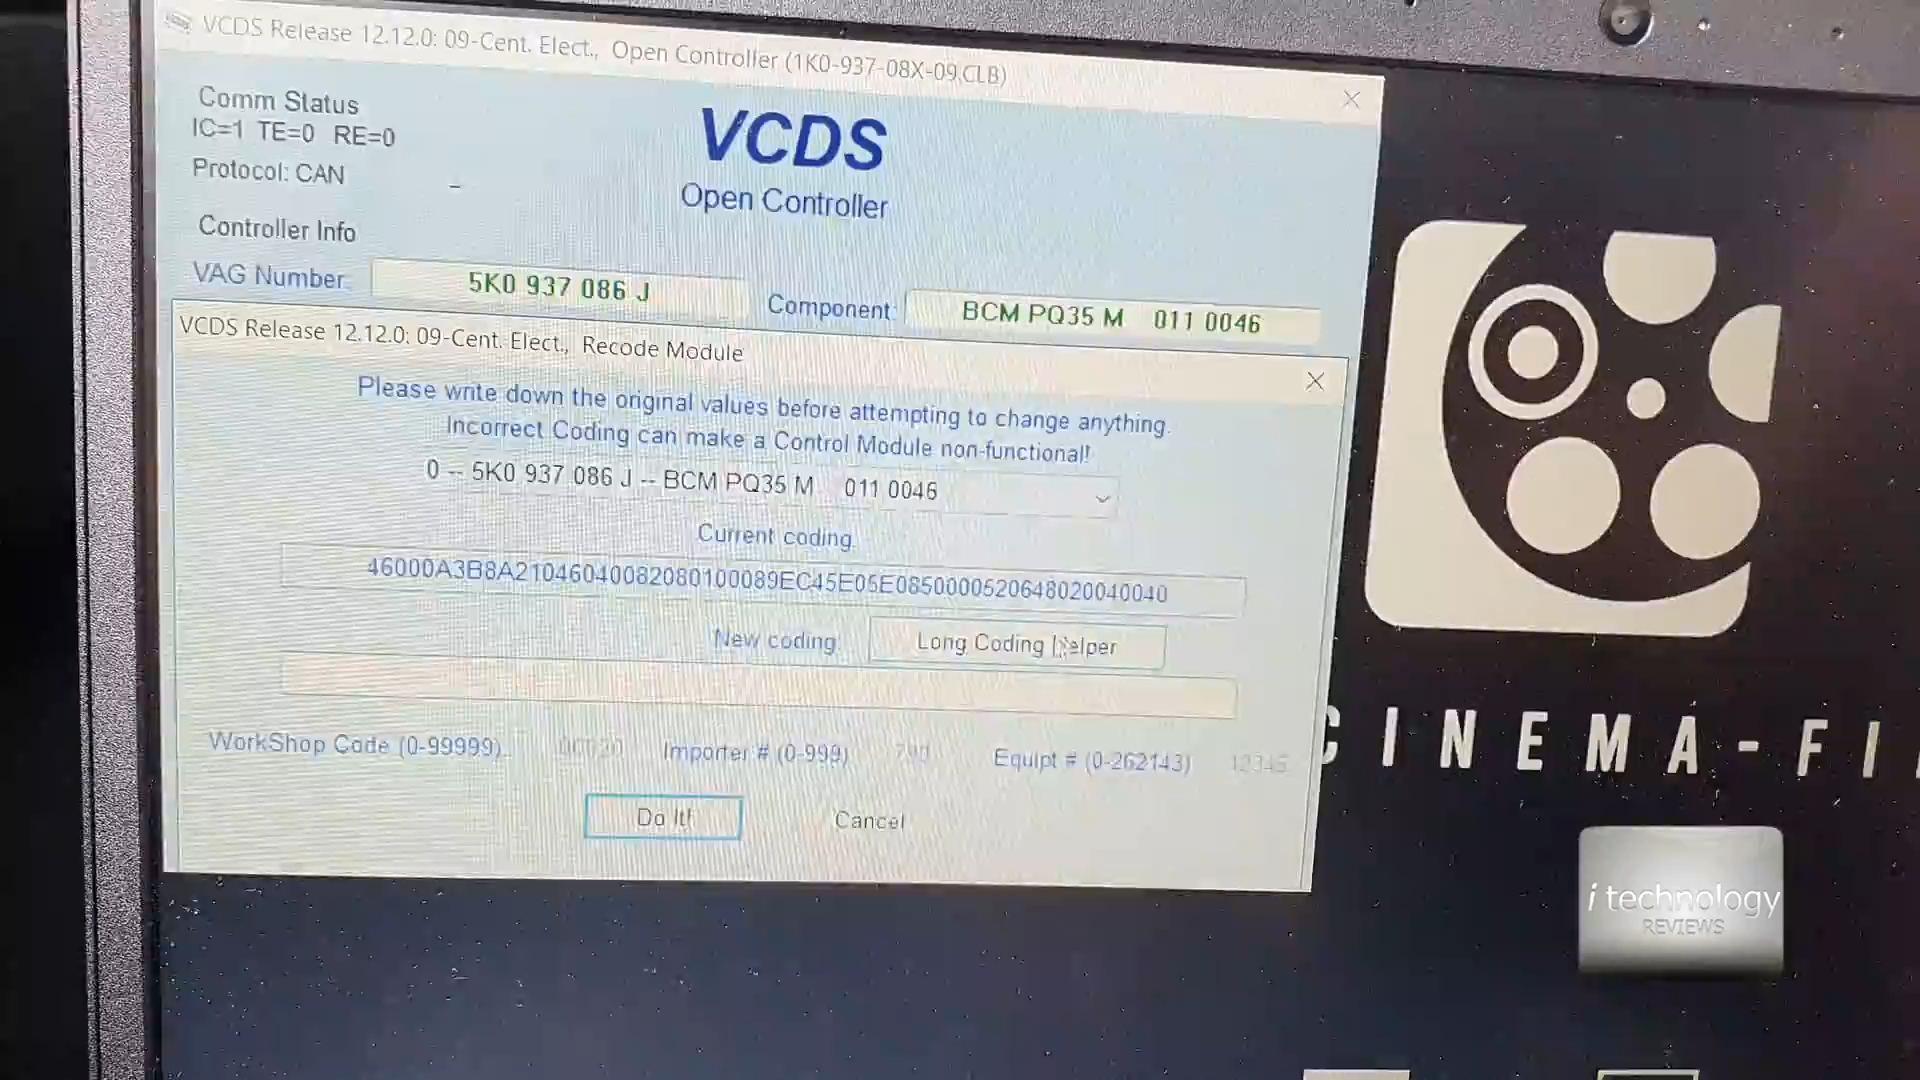 VCDS Release 12.12.0: 09-Cent. Elect., Open Controller (1K0-937-08X-09.CLB)
Comm Status
IC=1 TE=0 RE=0
Protocol: CAN
VCDS
Open Controller
Controller Info
VAG Number:
5K0 937 086 J
Component:
BCM PQ35 M 011 0046
VCDS Release 12.12.0: 09-Cent. Elect., Recode Module
Please write down the original values before attempting to change anything.
Incorrect Coding can make a Control Module non-functional!
0 -- 5K0 937 086 J -- BCM PQ35 M 011 0046
Current coding
46000A3B8A21046040082080100089EC45E05E0850000520648020040040
New coding
Long Coding Helper
WorkShop Code (0-99999)
Importer # (0-999)
790
Equipt # (0-262143)
12345
Do It!
Cancel
CINEMA-FI
i technology
REVIEWS